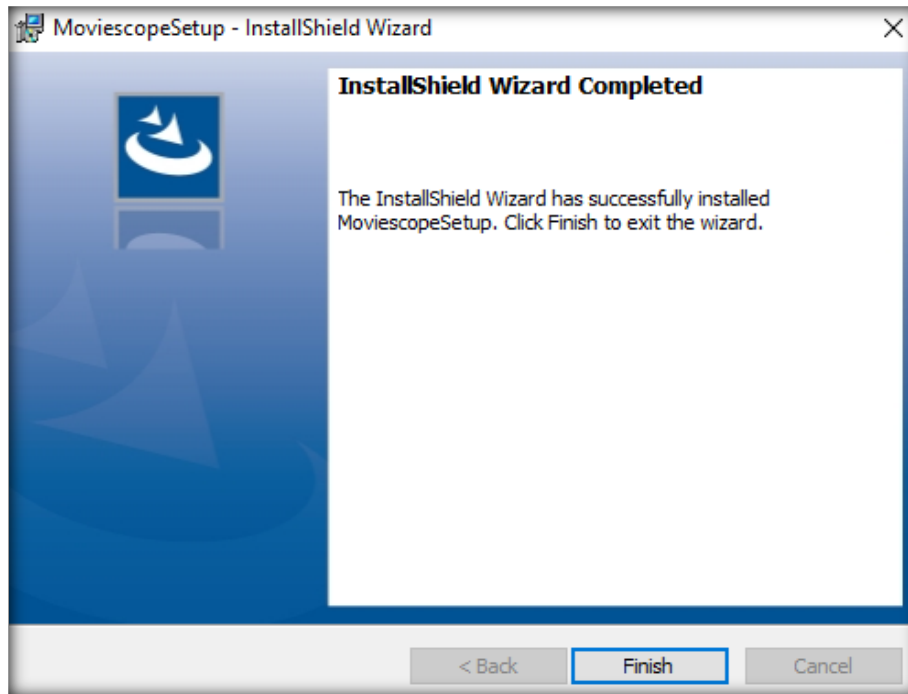 MoviescopeSetup - InstallShield Wizard
InstallShield Wizard Completed
The InstallShield Wizard has successfully installed
MoviescopeSetup. Click Finish to exit the wizard.
< Back
Finish
Cancel